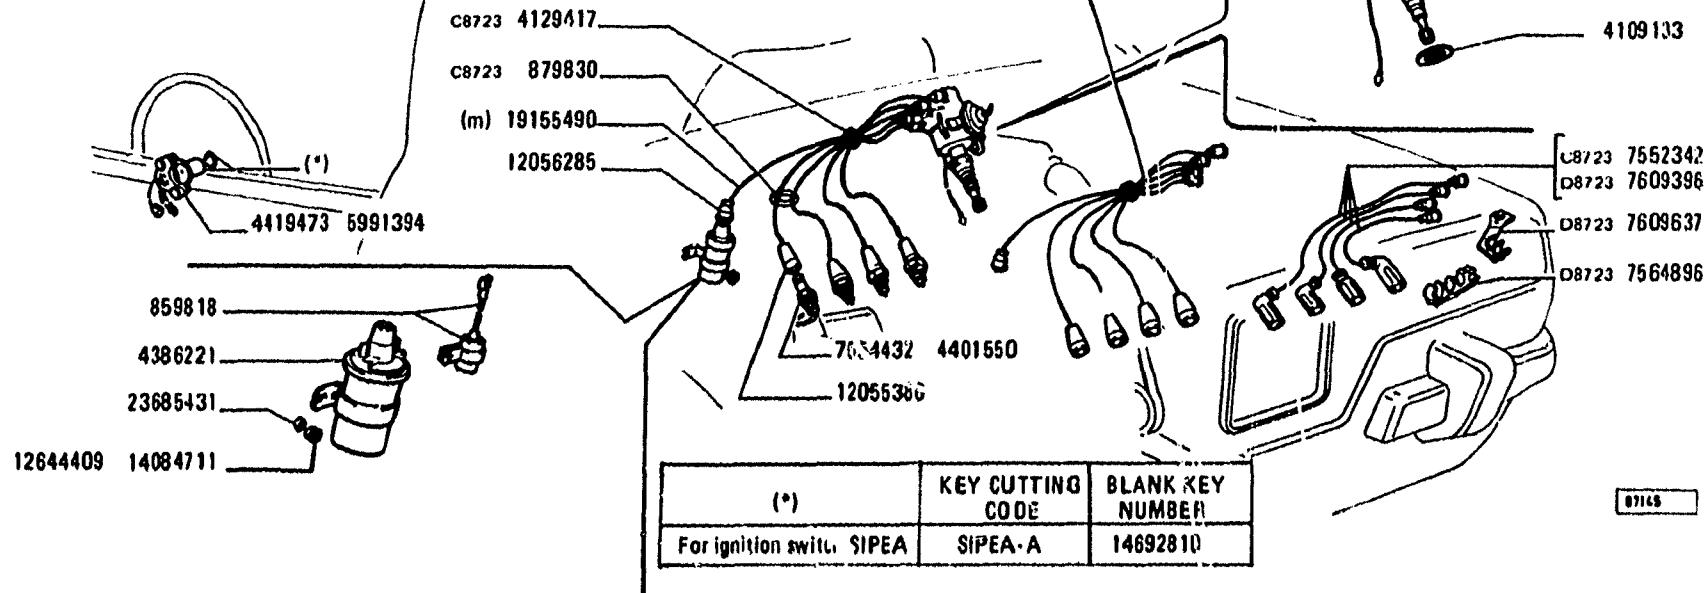 C8723 4129417
4109133
C8723 879830
(m) 19155490
12056285
(*)
4419473 5991394
C8723 7552342
D8723 7609396
D8723 7609637
D8723 7564896
859818
4386221
23685431
12644409 14084711
4401550
(*)
KEY CUTTING CODE
BLANK KEY NUMBER
For ignition SIPEA
SIPEA-A
14692810
87145